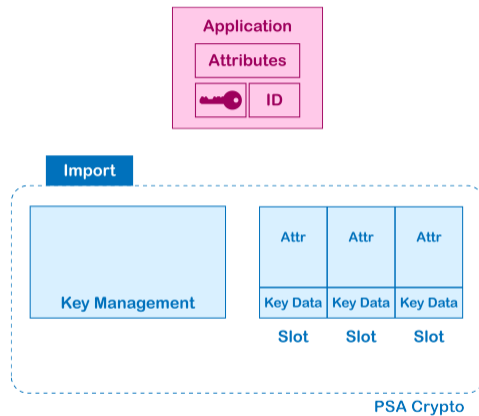 Application
Attributes
ID
Import
Key Management
Attr Attr Attr
Key Data Key Data Key Data
Slot Slot Slot
PSA Crypto